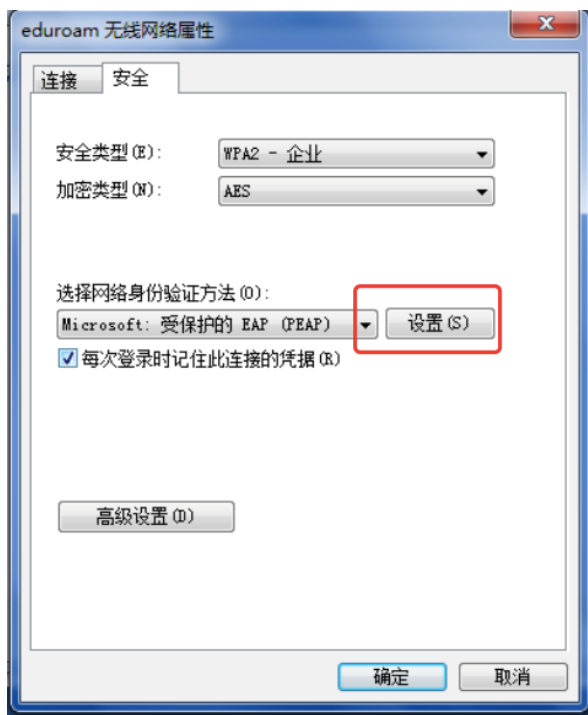 eduroam 无线网络属性
连接 安全
安全类型(E): WPA2 - 企业
加密类型(N): AES
选择网络身份验证方法(O):
Microsoft: 受保护的 EAP (PEAP) 设置(S)
每次登录时记住此连接的凭据(R)
高级设置(D)
确定 取消